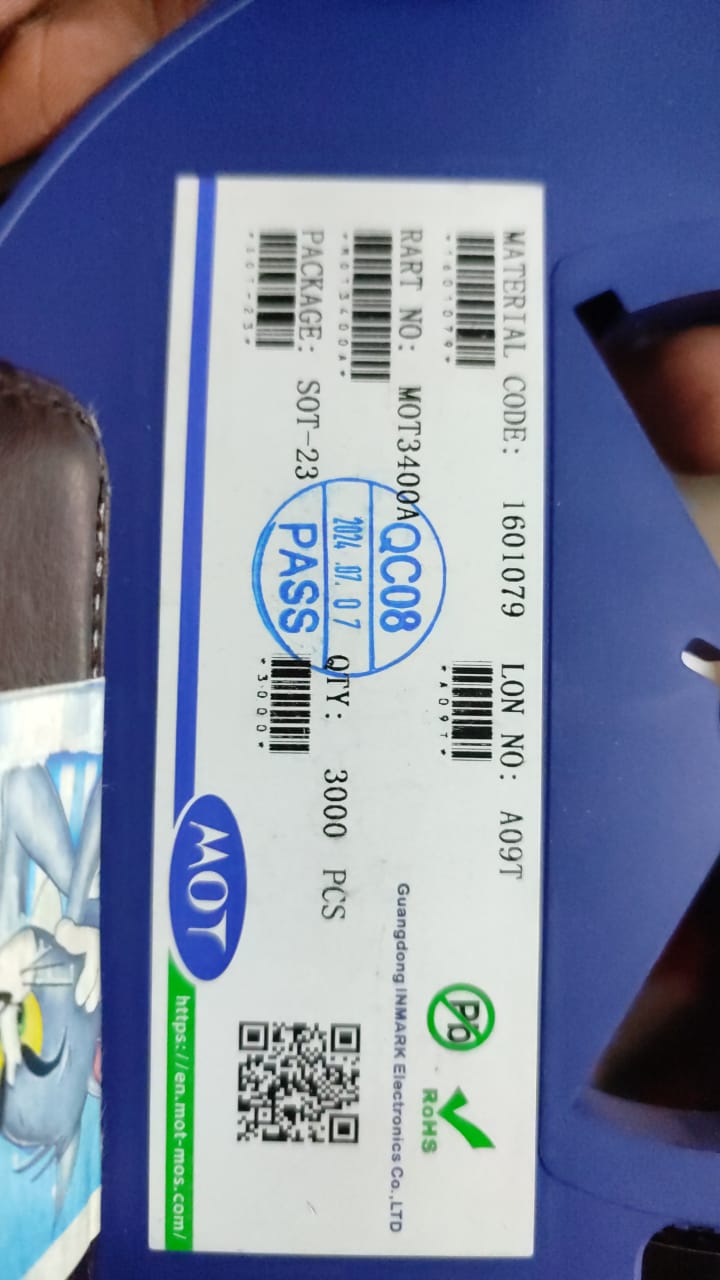 MATERIAL CODE: 1601079 LON NO: A09T
*1601079* *A09T*
RART NO: MOT3400A
*MOT3400A*
PACKAGE: SOT-23 QTY: 3000 PCS
*SOT-23* *3000*
QC08
2024.07.07
PASS
Pb
RoHS
Guangdong INMARK Electronics Co.,LTD
MOT
https://en.mot-mos.com/